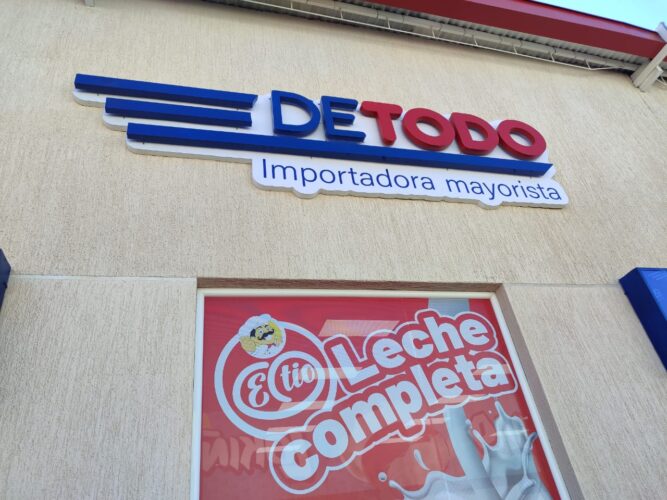 DETODO
Importadora mayorista
El tio
Leche
completa